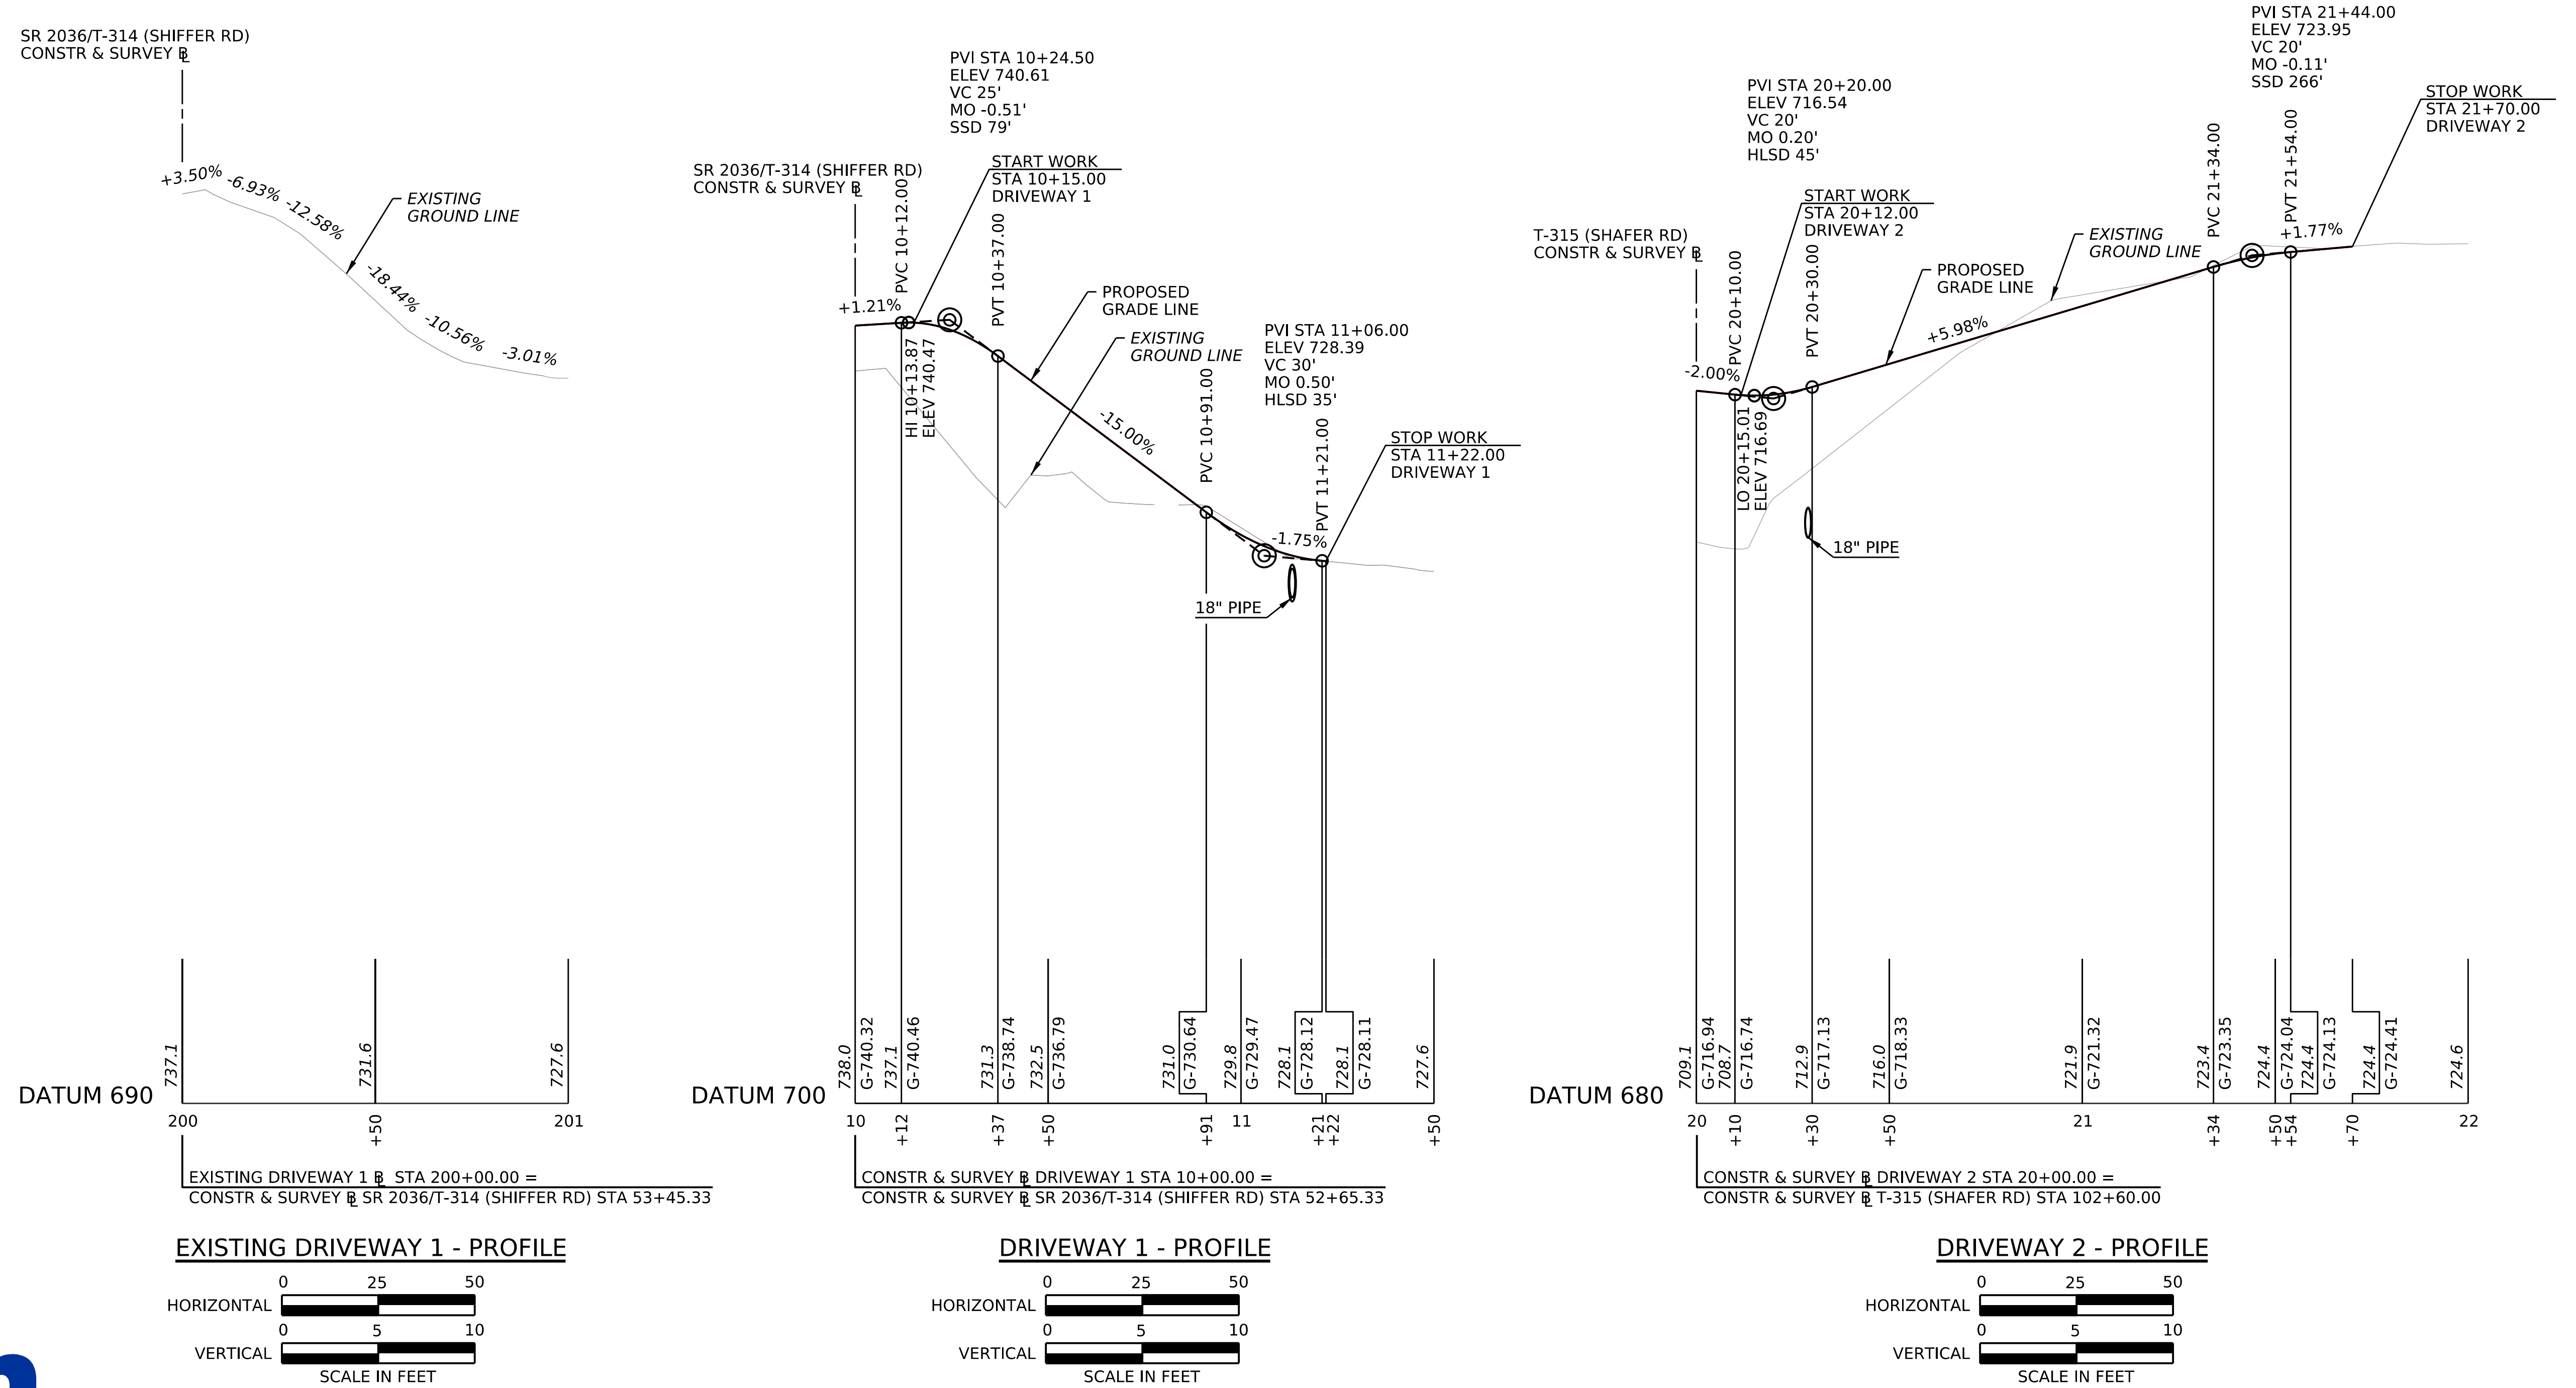 SR 2036/T-314 (SHIFFER RD)
CONSTR & SURVEY BL
+3.50%
-6.93%
-12.58%
-18.44%
-10.56%
-3.01%
EXISTING
GROUND LINE
DATUM 690
737.1
731.6
727.6
200
+50
201
EXISTING DRIVEWAY 1 BL STA 200+00.00 =
CONSTR & SURVEY BL SR 2036/T-314 (SHIFFER RD) STA 53+45.33
EXISTING DRIVEWAY 1 - PROFILE
0 25 50
HORIZONTAL
0 5 10
VERTICAL
SCALE IN FEET
PVI STA 10+24.50
ELEV 740.61
VC 25'
MO -0.51'
SSD 79'
SR 2036/T-314 (SHIFFER RD)
CONSTR & SURVEY BL
START WORK
STA 10+15.00
DRIVEWAY 1
PVC 10+12.00
PVT 10+37.00
+1.21%
HI 10+13.87
ELEV 740.47
PROPOSED
GRADE LINE
EXISTING
GROUND LINE
-15.00%
PVI STA 11+06.00
ELEV 728.39
VC 30'
MO 0.50'
HLSD 35'
PVC 10+91.00
PVT 11+21.00
-1.75%
STOP WORK
STA 11+22.00
DRIVEWAY 1
18" PIPE
DATUM 700
738.0
G-740.32
737.1
G-740.46
731.3
G-738.74
732.5
G-736.79
731.0
G-730.64
729.8
G-729.47
728.1
G-728.12
728.1
G-728.11
727.6
10
+12
+37
+50
+91
11
+21
+22
+50
CONSTR & SURVEY BL DRIVEWAY 1 STA 10+00.00 =
CONSTR & SURVEY BL SR 2036/T-314 (SHIFFER RD) STA 52+65.33
DRIVEWAY 1 - PROFILE
0 25 50
HORIZONTAL
0 5 10
VERTICAL
SCALE IN FEET
PVI STA 20+20.00
ELEV 716.54
VC 20'
MO 0.20'
HLSD 45'
T-315 (SHAFER RD)
CONSTR & SURVEY BL
START WORK
STA 20+12.00
DRIVEWAY 2
PVC 20+10.00
PVT 20+30.00
-2.00%
LO 20+15.01
ELEV 716.69
18" PIPE
PROPOSED
GRADE LINE
+5.98%
EXISTING
GROUND LINE
PVI STA 21+44.00
ELEV 723.95
VC 20'
MO -0.11'
SSD 266'
PVC 21+34.00
PVT 21+54.00
+1.77%
STOP WORK
STA 21+70.00
DRIVEWAY 2
DATUM 680
709.1
G-716.94
708.7
G-716.74
712.9
G-717.13
716.0
G-718.33
721.9
G-721.32
723.4
G-723.35
724.4
G-724.04
724.4
G-724.13
724.4
G-724.41
724.6
20
+10
+30
+50
21
+34
+50
+54
+70
22
CONSTR & SURVEY BL DRIVEWAY 2 STA 20+00.00 =
CONSTR & SURVEY BL T-315 (SHAFER RD) STA 102+60.00
DRIVEWAY 2 - PROFILE
0 25 50
HORIZONTAL
0 5 10
VERTICAL
SCALE IN FEET